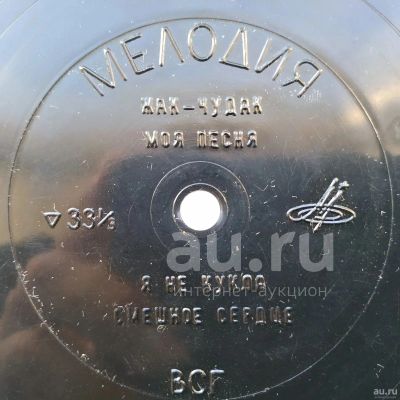 МЕЛОДИЯ
ЖАК-ЧУДАК
МОЯ ПЕСНЯ
▽ 33⅓
au.ru
интернет-аукцион
Я НЕ КУКЛА
СМЕШНОЕ СЕРДЦЕ
ВСГ
au.ru